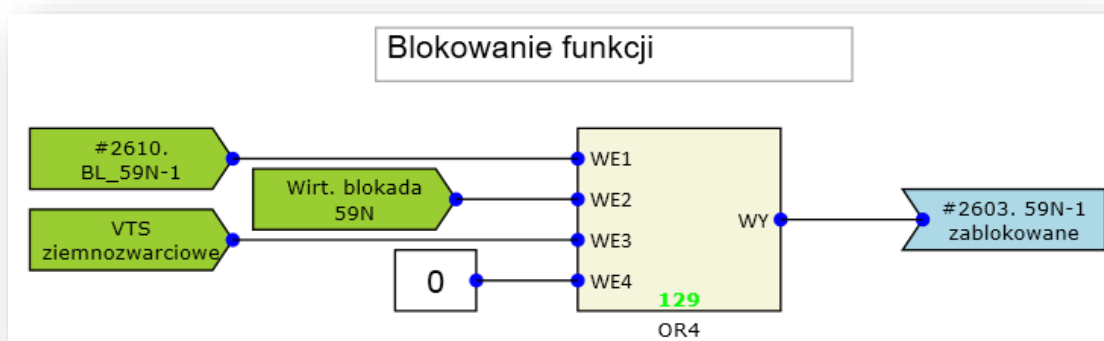 Blokowanie funkcji
#2610.
BL_59N-1
WE1
Wirt. blokada
59N
WE2
VTS
ziemnozwarciowe
WE3
0
WE4
WY
#2603. 59N-1
zablokowane
129
OR4